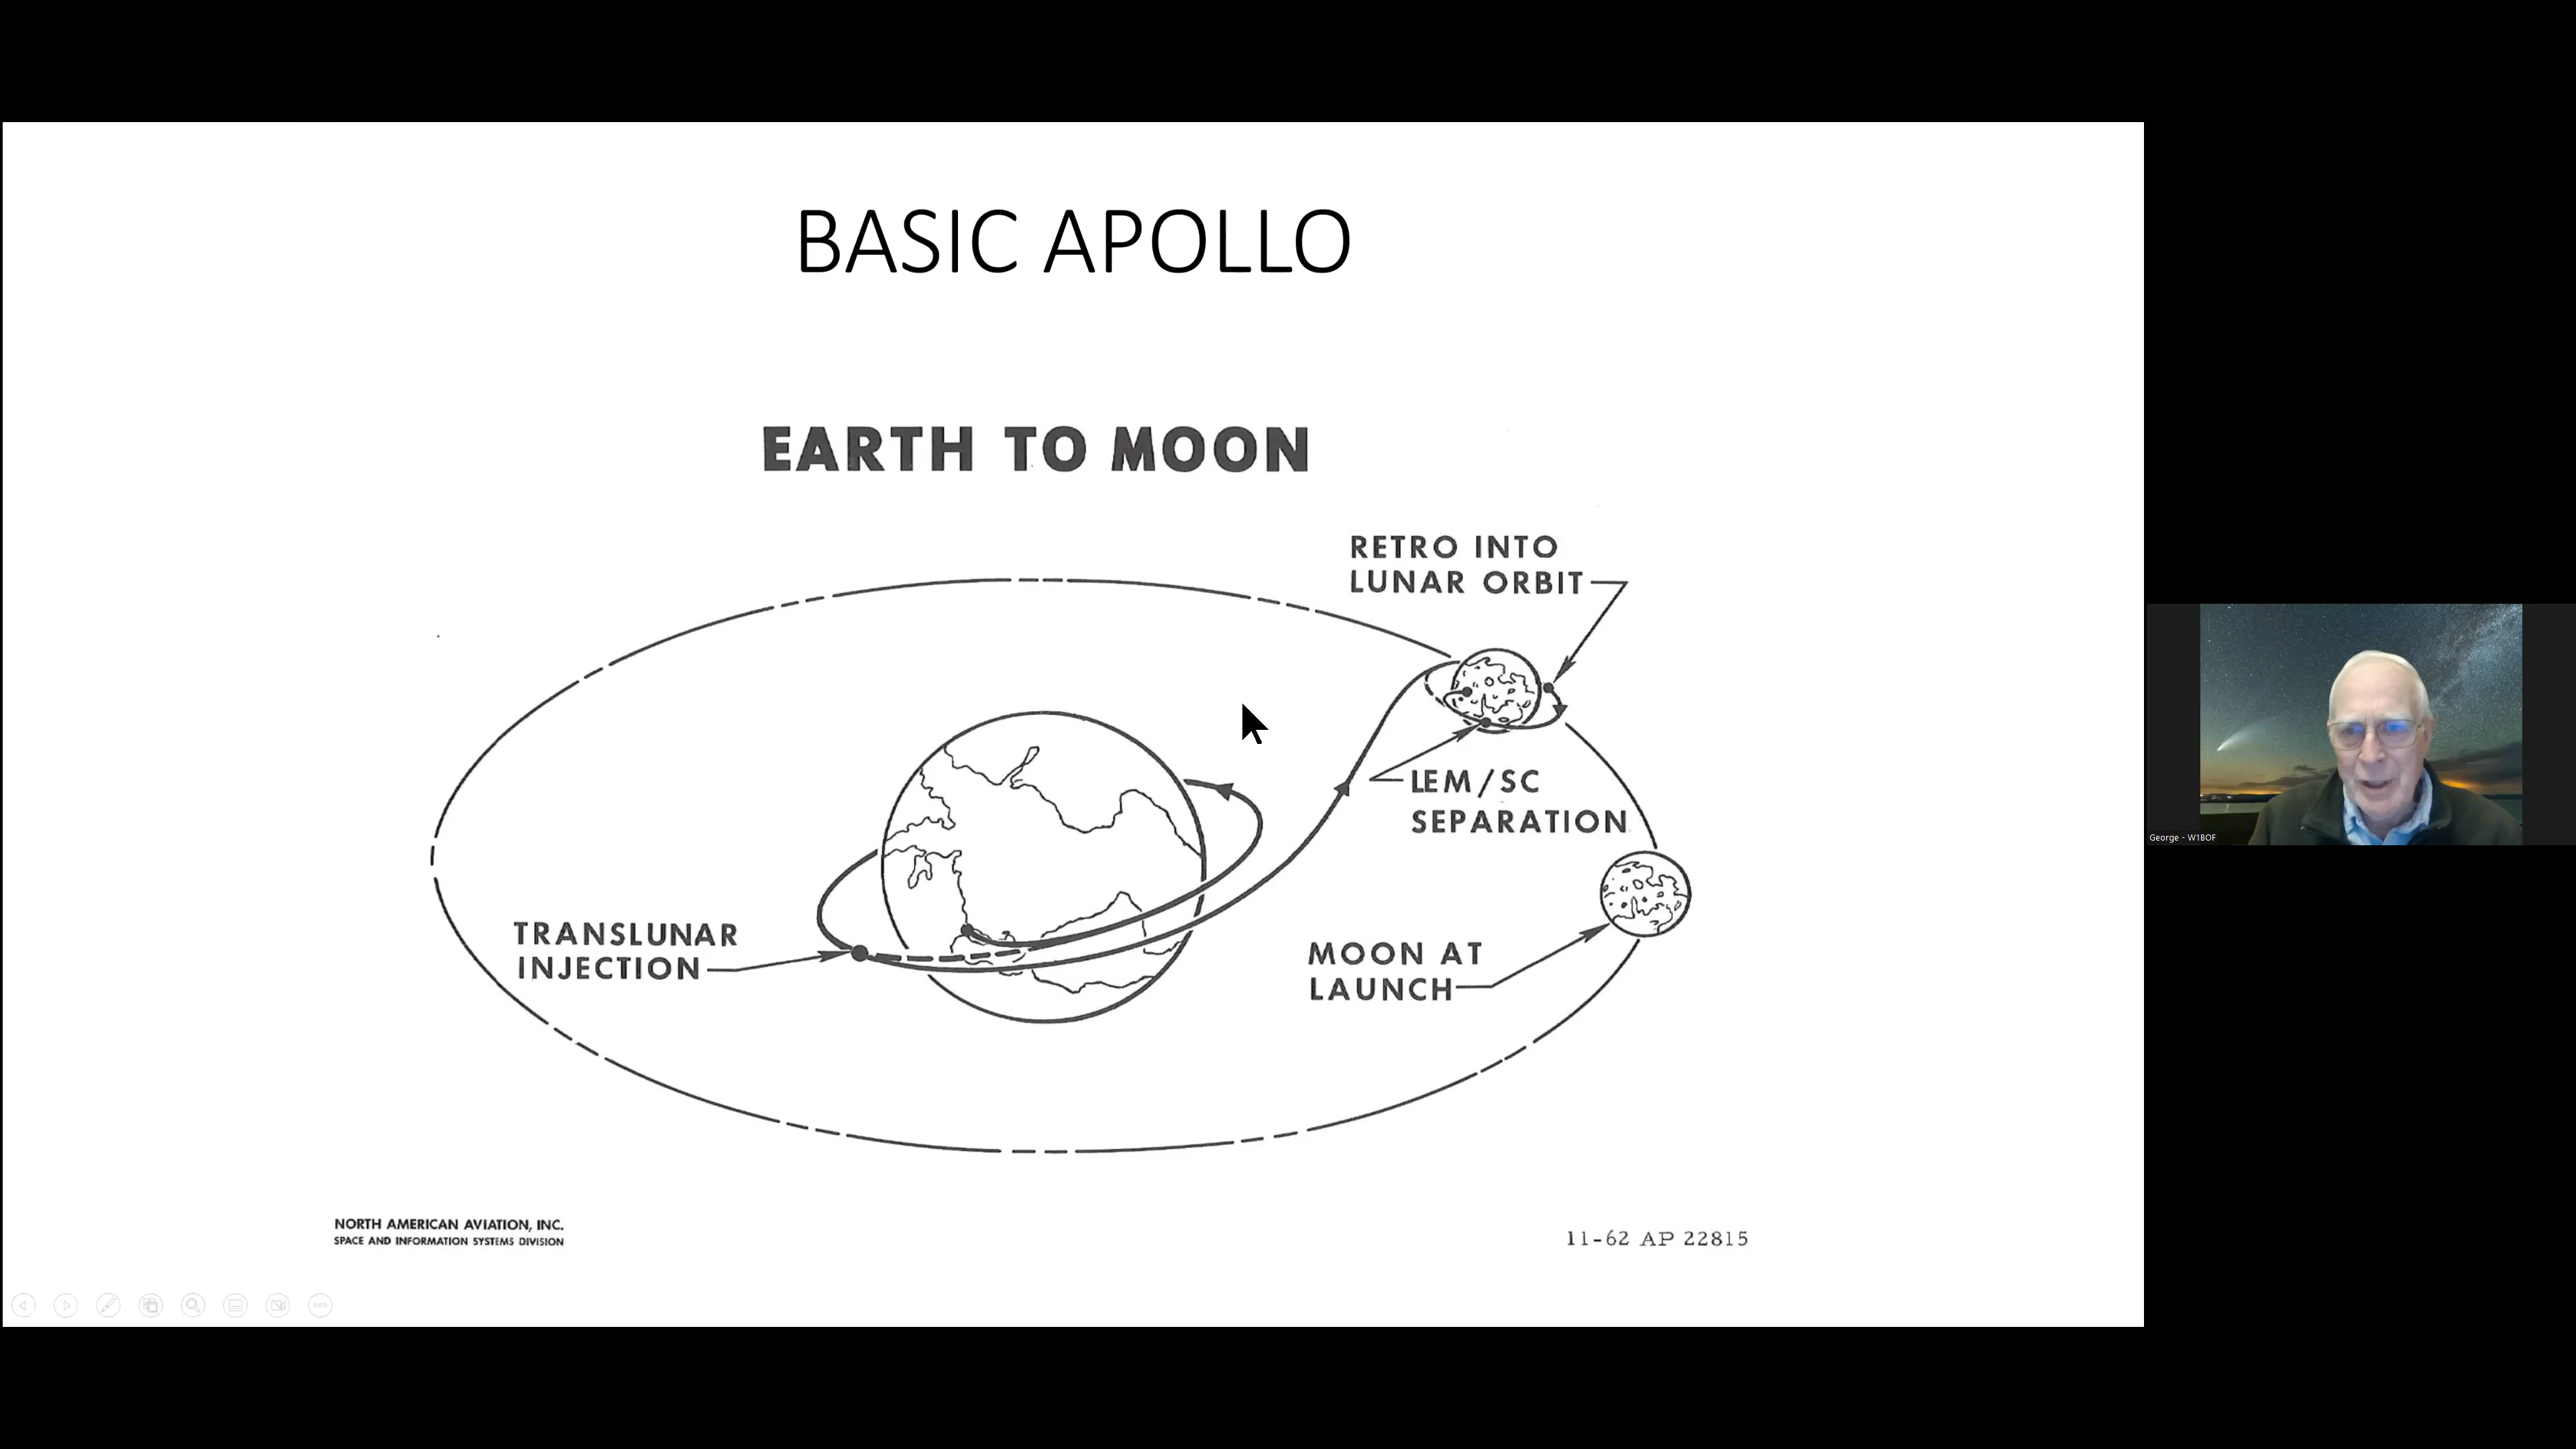 BASIC APOLLO
EARTH TO MOON
RETRO INTO
LUNAR ORBIT
LEM/SC
SEPARATION
TRANSLUNAR
INJECTION
MOON AT
LAUNCH
NORTH AMERICAN AVIATION, INC.
SPACE AND INFORMATION SYSTEMS DIVISION
11-62 AP 22815
George - W1BOF